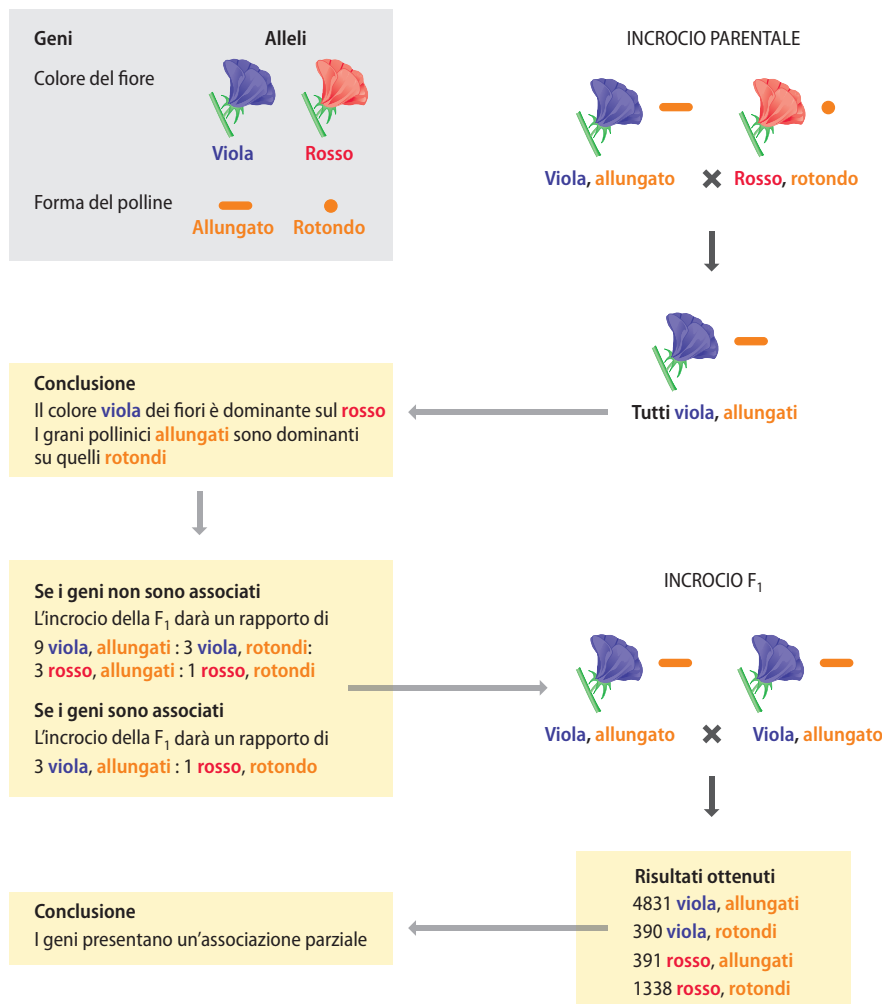 Geni Alleli
Colore del fiore
Viola Rosso
Forma del polline
Allungato Rotondo
INCROCIO PARENTALE
Viola, allungato × Rosso, rotondo
Tutti viola, allungati
Conclusione
Il colore viola dei fiori è dominante sul rosso
I grani pollinici allungati sono dominanti
su quelli rotondi
Se i geni non sono associati
L'incrocio della F1 darà un rapporto di
9 viola, allungati : 3 viola, rotondi:
3 rosso, allungati : 1 rosso, rotondi
Se i geni sono associati
L'incrocio della F1 darà un rapporto di
3 viola, allungati : 1 rosso, rotondo
INCROCIO F1
Viola, allungato × Viola, allungato
Risultati ottenuti
4831 viola, allungati
390 viola, rotondi
391 rosso, allungati
1338 rosso, rotondi
Conclusione
I geni presentano un'associazione parziale